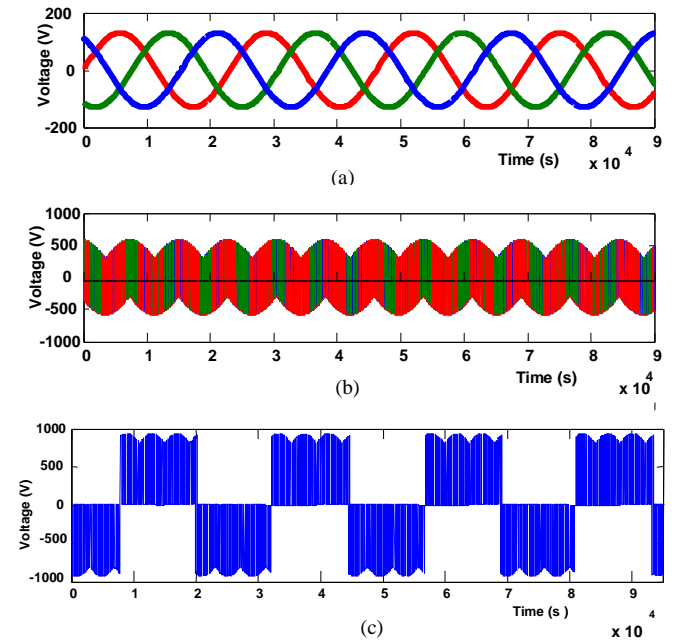 Voltage (V)
200
0
-200
0 1 2 3 4 5 6 7 8 9
Time (s) x 10 4
(a)
Voltage (V)
1000
500
0
-500
-1000
0 1 2 3 4 5 6 7 8 9
Time (s) x 10 4
(b)
Voltage (V)
1000
500
0
-500
-1000
0 1 2 3 4 5 6 7 8 9
Time (s ) x 10 4
(c)